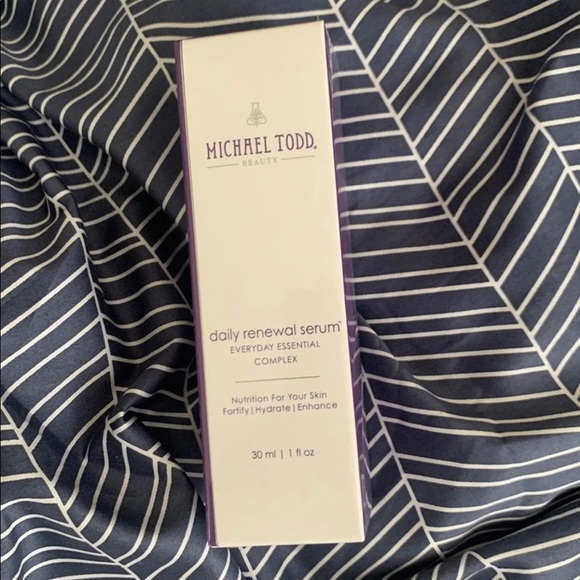 MICHAEL TODD®
BEAUTY
daily renewal serum™
EVERYDAY ESSENTIAL
COMPLEX
Nutrition For Your Skin
Fortify | Hydrate | Enhance
30 ml | 1 fl oz